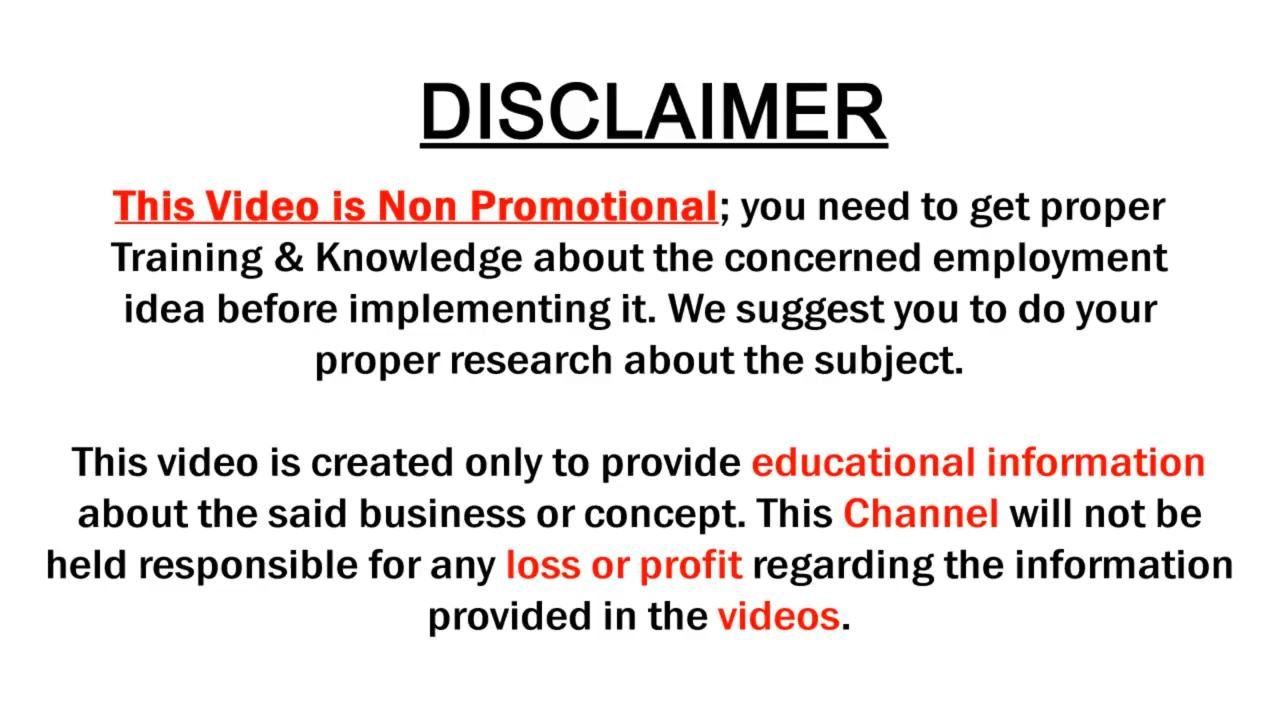 DISCLAIMER
This Video is Non Promotional; you need to get proper
Training & Knowledge about the concerned employment
idea before implementing it. We suggest you to do your
proper research about the subject.
This video is created only to provide educational information
about the said business or concept. This Channel will not be
held responsible for any loss or profit regarding the information
provided in the videos.